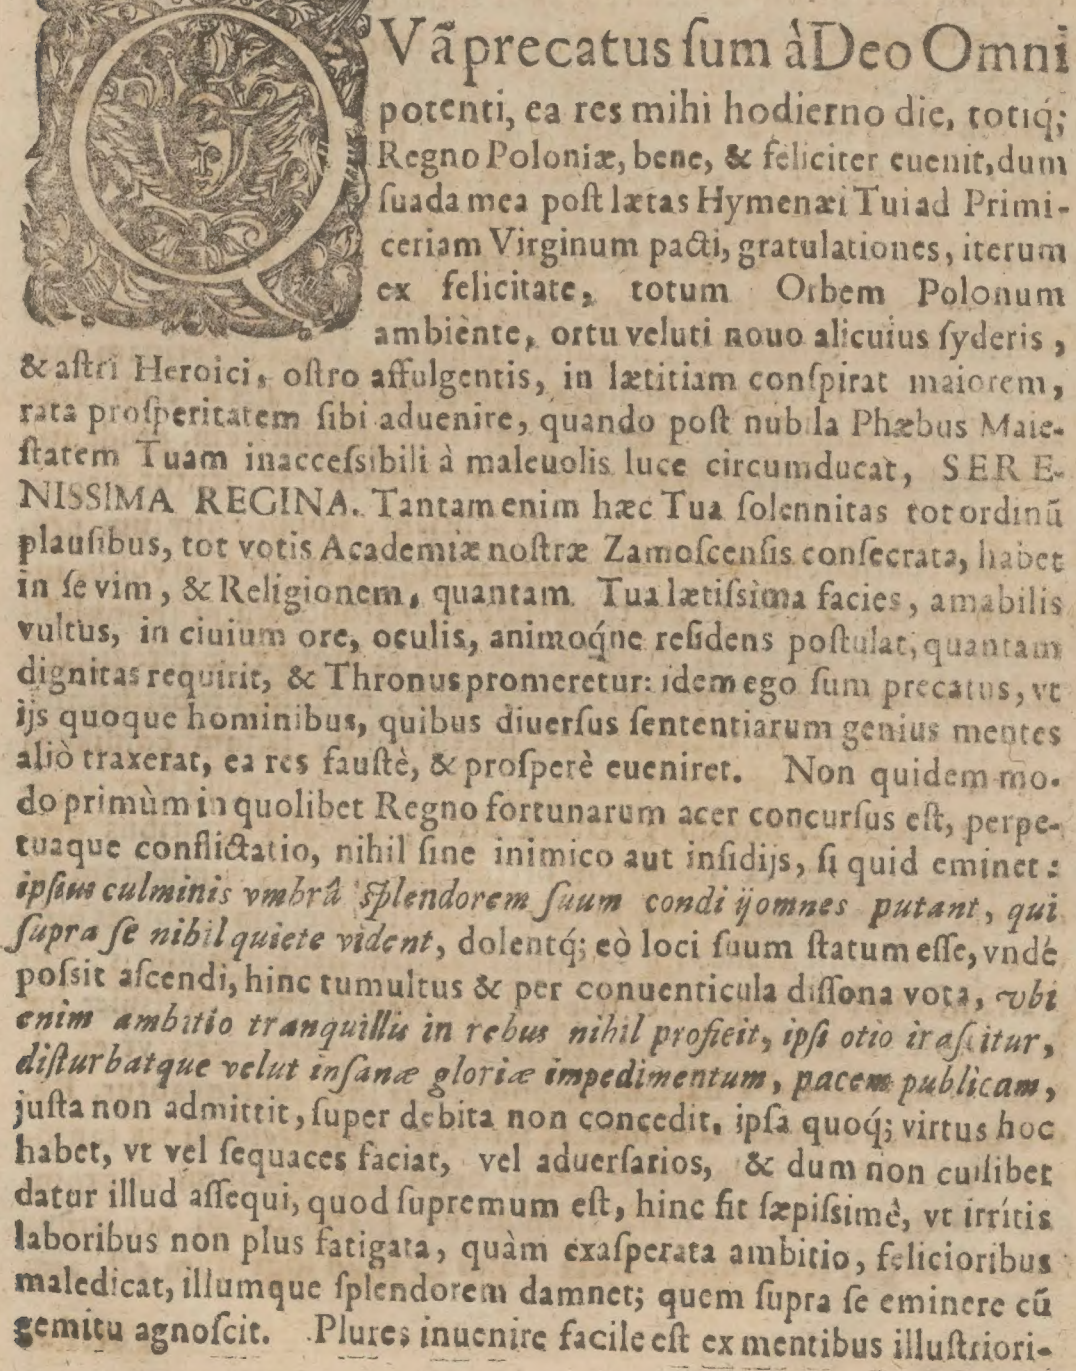 QVã precatus ſum à Deo Omni
potenti, ea res mihi hodierno die, totiq́;
Regno Poloniæ, bene, & feliciter euenit, dum
ſuada mea poſt lætas Hymenæi Tui ad Primi-
ceriam Virginum pacti, gratulationes, iterum
ex felicitate, totum Orbem Polonum
ambiènte, ortu veluti nouo alicuius ſyderis,
& aſtri Heroici, oſtro affulgentis, in lætitiam conſpirat maiorem,
rata proſperitatem ſibi aduenire, quando poſt nubila Phæbus Maie-
ſtatem Tuam inacceſsibili à maleuolis luce circumducat, SERE-
NISSIMA REGINA. Tantam enim hæc Tua ſolennitas tot ordinũ
plauſibus, tot votis Academiæ noſtræ Zamoſcenſis conſecrata, habet
in ſe vim, & Religionem, quantam Tua lætiſsima facies, amabilis
vultus, in ciuium ore, oculis, animoq́ne reſidens poſtulat, quantam
dignitas requirit, & Thronus promeretur: idem ego ſum precatus, vt
ijs quoque hominibus, quibus diuerſus ſententiarum genius mentes
aliò traxerat, ea res fauſtè, & proſperè eueniret. Non quidem mo-
do primùm in quolibet Regno fortunarum acer concurſus eſt, perpe-
tuaque conflictatio, nihil ſine inimico aut inſidijs, ſi quid eminet:
ipſius culminis vmbrâ ſplendorem ſuum condi ijomnes putant, qui
ſupra ſe nihil quiete vident, dolentq́; eò loci ſuum ſtatum eſſe, vndè
poſsit aſcendi, hinc tumultus & per conuenticula diſſona vota, vbi
enim ambitio tranquillis in rebus nihil proficit, ipſi otio iraſcitur,
diſturbatque velut inſanæ gloriæ impedimentum, pacem publicam,
juſta non admittit, ſuper debita non concedit. ipſa quoq́; virtus hoc
habet, vt vel ſequaces faciat, vel aduerſarios, & dum non cuilibet
datur illud aſſequi, quod ſupremum eſt, hinc fit ſæpiſsimè, vt irrítis
laboribus non plus fatigata, quàm exaſperata ambitio, felicioribus
maledicat, illumque ſplendorem damnet; quem ſupra ſe eminere cũ
gemitu agnoſcit. Plures inuenire facile eſt ex mentibus illuſtriori-